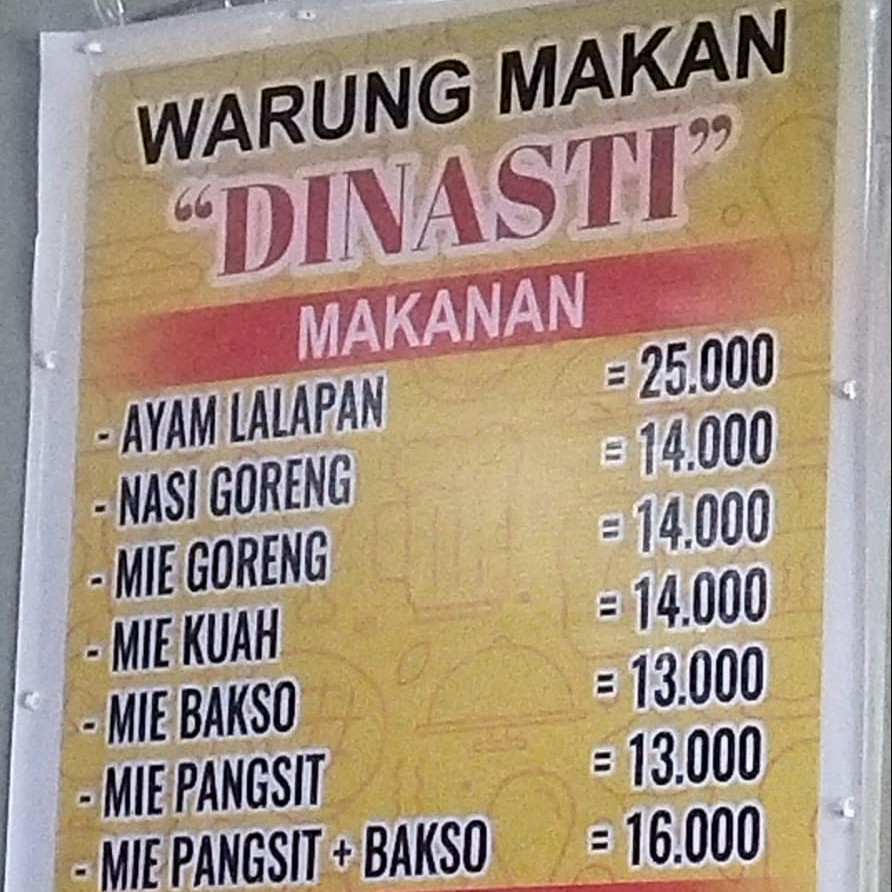 WARUNG MAKAN
“DINASTI”
MAKANAN
- AYAM LALAPAN = 25.000
- NASI GORENG = 14.000
- MIE GORENG = 14.000
- MIE KUAH = 14.000
- MIE BAKSO = 13.000
- MIE PANGSIT = 13.000
- MIE PANGSIT + BAKSO = 16.000